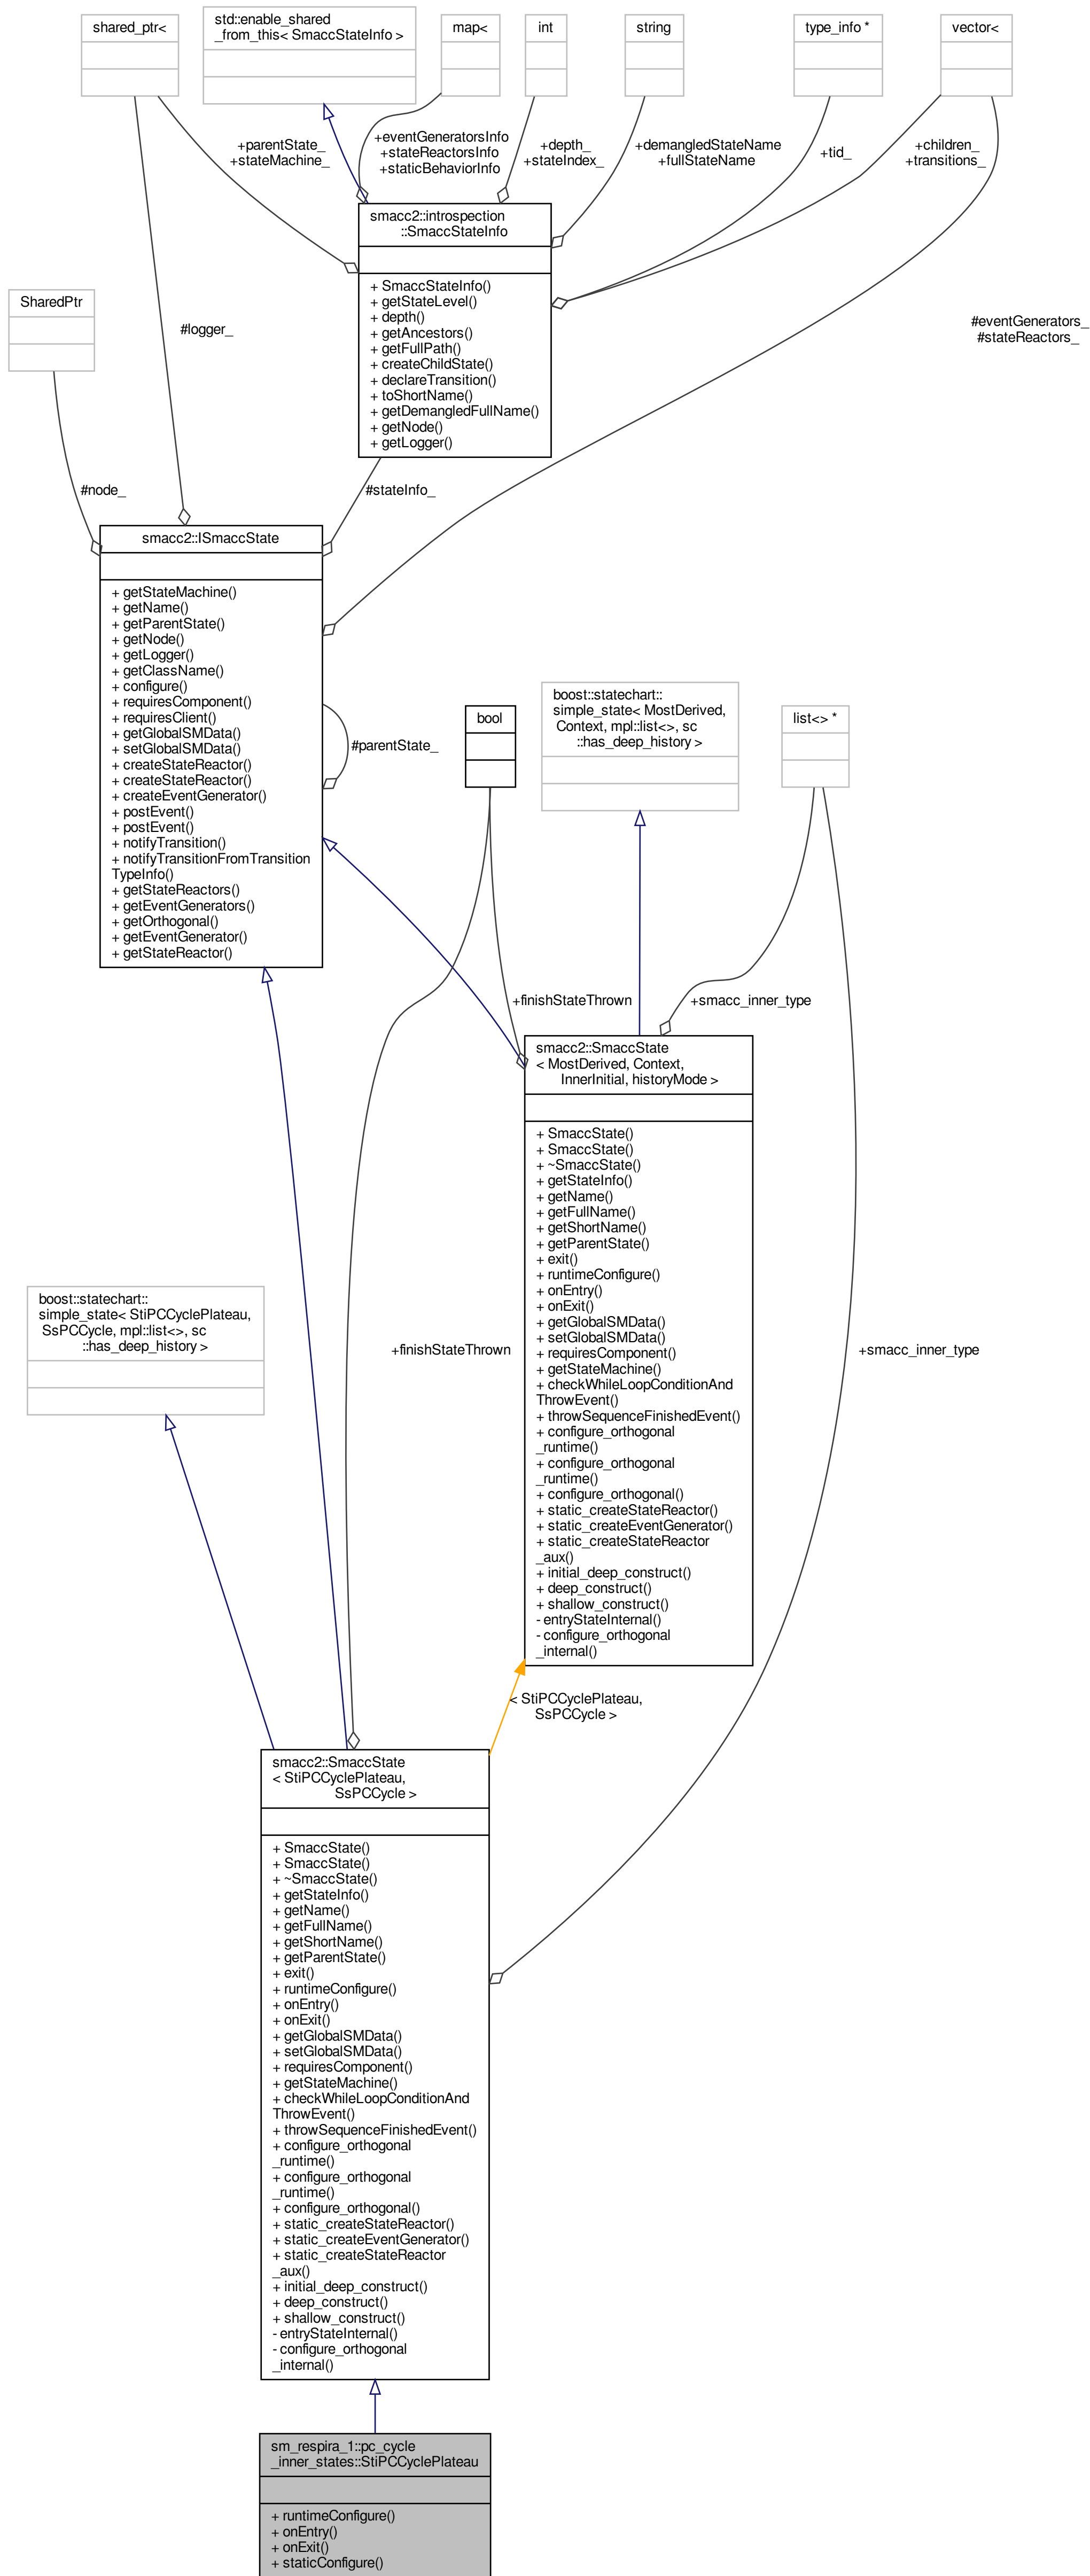 shared_ptr<
std::enable_shared
_from_this< SmaccStateInfo >
map<
int
string
type_info *
vector<
+parentState_
+stateMachine_
+eventGeneratorsInfo
+stateReactorsInfo
+staticBehaviorInfo
+depth_
+stateIndex_
+demangledStateName
+fullStateName
+tid_
+children_
+transitions_
smacc2::introspection
::SmaccStateInfo
+ SmaccStateInfo()
+ getStateLevel()
+ depth()
+ getAncestors()
+ getFullPath()
+ createChildState()
+ declareTransition()
+ toShortName()
+ getDemangledFullName()
+ getNode()
+ getLogger()
SharedPtr
#logger_
#eventGenerators_
#stateReactors_
#node_
#stateInfo_
smacc2::ISmaccState
+ getStateMachine()
+ getName()
+ getParentState()
+ getNode()
+ getLogger()
+ getClassName()
+ configure()
+ requiresComponent()
+ requiresClient()
+ getGlobalSMData()
+ setGlobalSMData()
+ createStateReactor()
+ createStateReactor()
+ createEventGenerator()
+ postEvent()
+ postEvent()
+ notifyTransition()
+ notifyTransitionFromTransition
TypeInfo()
+ getStateReactors()
+ getEventGenerators()
+ getOrthogonal()
+ getEventGenerator()
+ getStateReactor()
#parentState_
bool
boost::statechart::
simple_state< MostDerived,
Context, mpl::list<>, sc
::has_deep_history >
list<> *
+finishStateThrown
+smacc_inner_type
smacc2::SmaccState
< MostDerived, Context,
InnerInitial, historyMode >
+ SmaccState()
+ SmaccState()
+ ~SmaccState()
+ getStateInfo()
+ getName()
+ getFullName()
+ getShortName()
+ getParentState()
+ exit()
+ runtimeConfigure()
+ onEntry()
+ onExit()
+ getGlobalSMData()
+ setGlobalSMData()
+ requiresComponent()
+ getStateMachine()
+ checkWhileLoopConditionAnd
ThrowEvent()
+ throwSequenceFinishedEvent()
+ configure_orthogonal
_runtime()
+ configure_orthogonal
_runtime()
+ configure_orthogonal()
+ static_createStateReactor()
+ static_createEventGenerator()
+ static_createStateReactor
_aux()
+ initial_deep_construct()
+ deep_construct()
+ shallow_construct()
- entryStateInternal()
- configure_orthogonal
_internal()
boost::statechart::
simple_state< StiPCCyclePlateau,
SsPCCycle, mpl::list<>, sc
::has_deep_history >
+finishStateThrown
+smacc_inner_type
< StiPCCyclePlateau,
SsPCCycle >
smacc2::SmaccState
< StiPCCyclePlateau,
SsPCCycle >
+ SmaccState()
+ SmaccState()
+ ~SmaccState()
+ getStateInfo()
+ getName()
+ getFullName()
+ getShortName()
+ getParentState()
+ exit()
+ runtimeConfigure()
+ onEntry()
+ onExit()
+ getGlobalSMData()
+ setGlobalSMData()
+ requiresComponent()
+ getStateMachine()
+ checkWhileLoopConditionAnd
ThrowEvent()
+ throwSequenceFinishedEvent()
+ configure_orthogonal
_runtime()
+ configure_orthogonal
_runtime()
+ configure_orthogonal()
+ static_createStateReactor()
+ static_createEventGenerator()
+ static_createStateReactor
_aux()
+ initial_deep_construct()
+ deep_construct()
+ shallow_construct()
- entryStateInternal()
- configure_orthogonal
_internal()
sm_respira_1::pc_cycle
_inner_states::StiPCCyclePlateau
+ runtimeConfigure()
+ onEntry()
+ onExit()
+ staticConfigure()